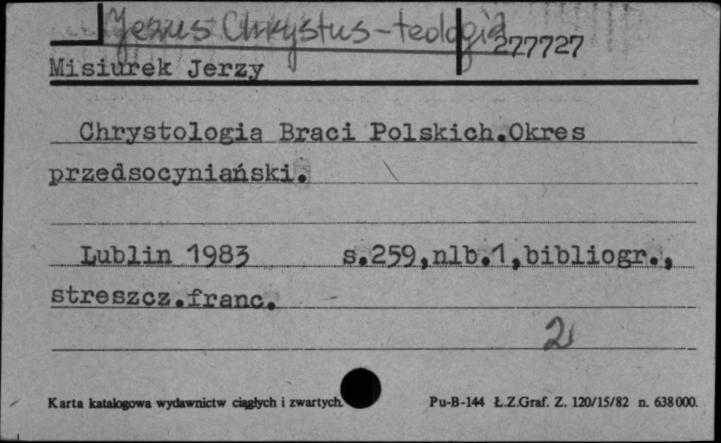 Jezus Chrystus-teologia
277727
Misiurek Jerzy
Chrystologia Braci Polskich.Okres
przedsocyniański.
Lublin 1983 s.259,nlb.1,bibliogr.,
streszcz.franc.
2
Karta katalogowa wydawnictw ciągłych i zwartych. Pu-B-144 Ł.Z.Graf. Z. 120/15/82 n. 638000.